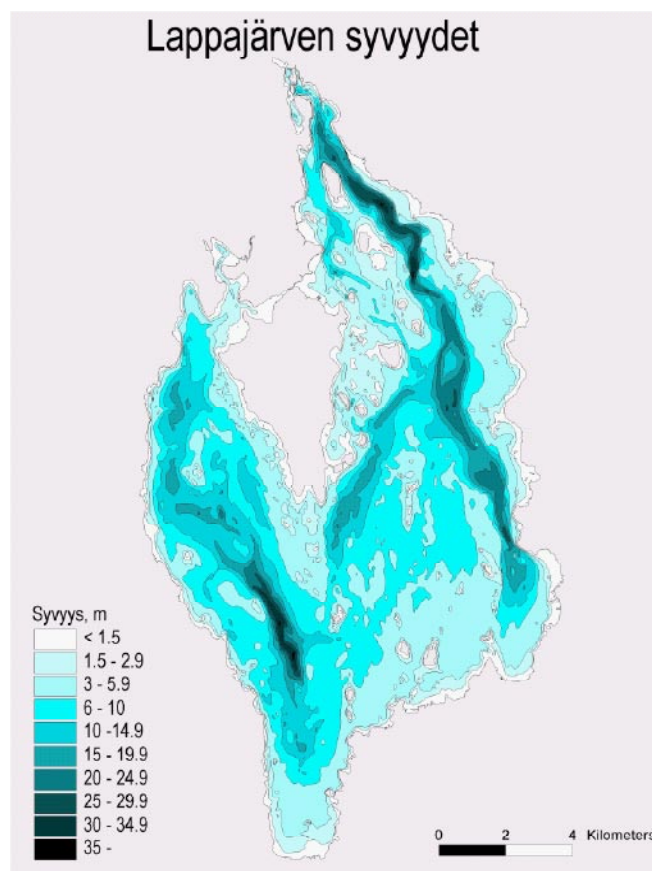 Lappajärven syvyydet
Syvyys, m
< 1.5
1.5 - 2.9
3 - 5.9
6 - 10
10 -14.9
15 - 19.9
20 - 24.9
25 - 29.9
30 - 34.9
35 -
0 2 4 Kilometers